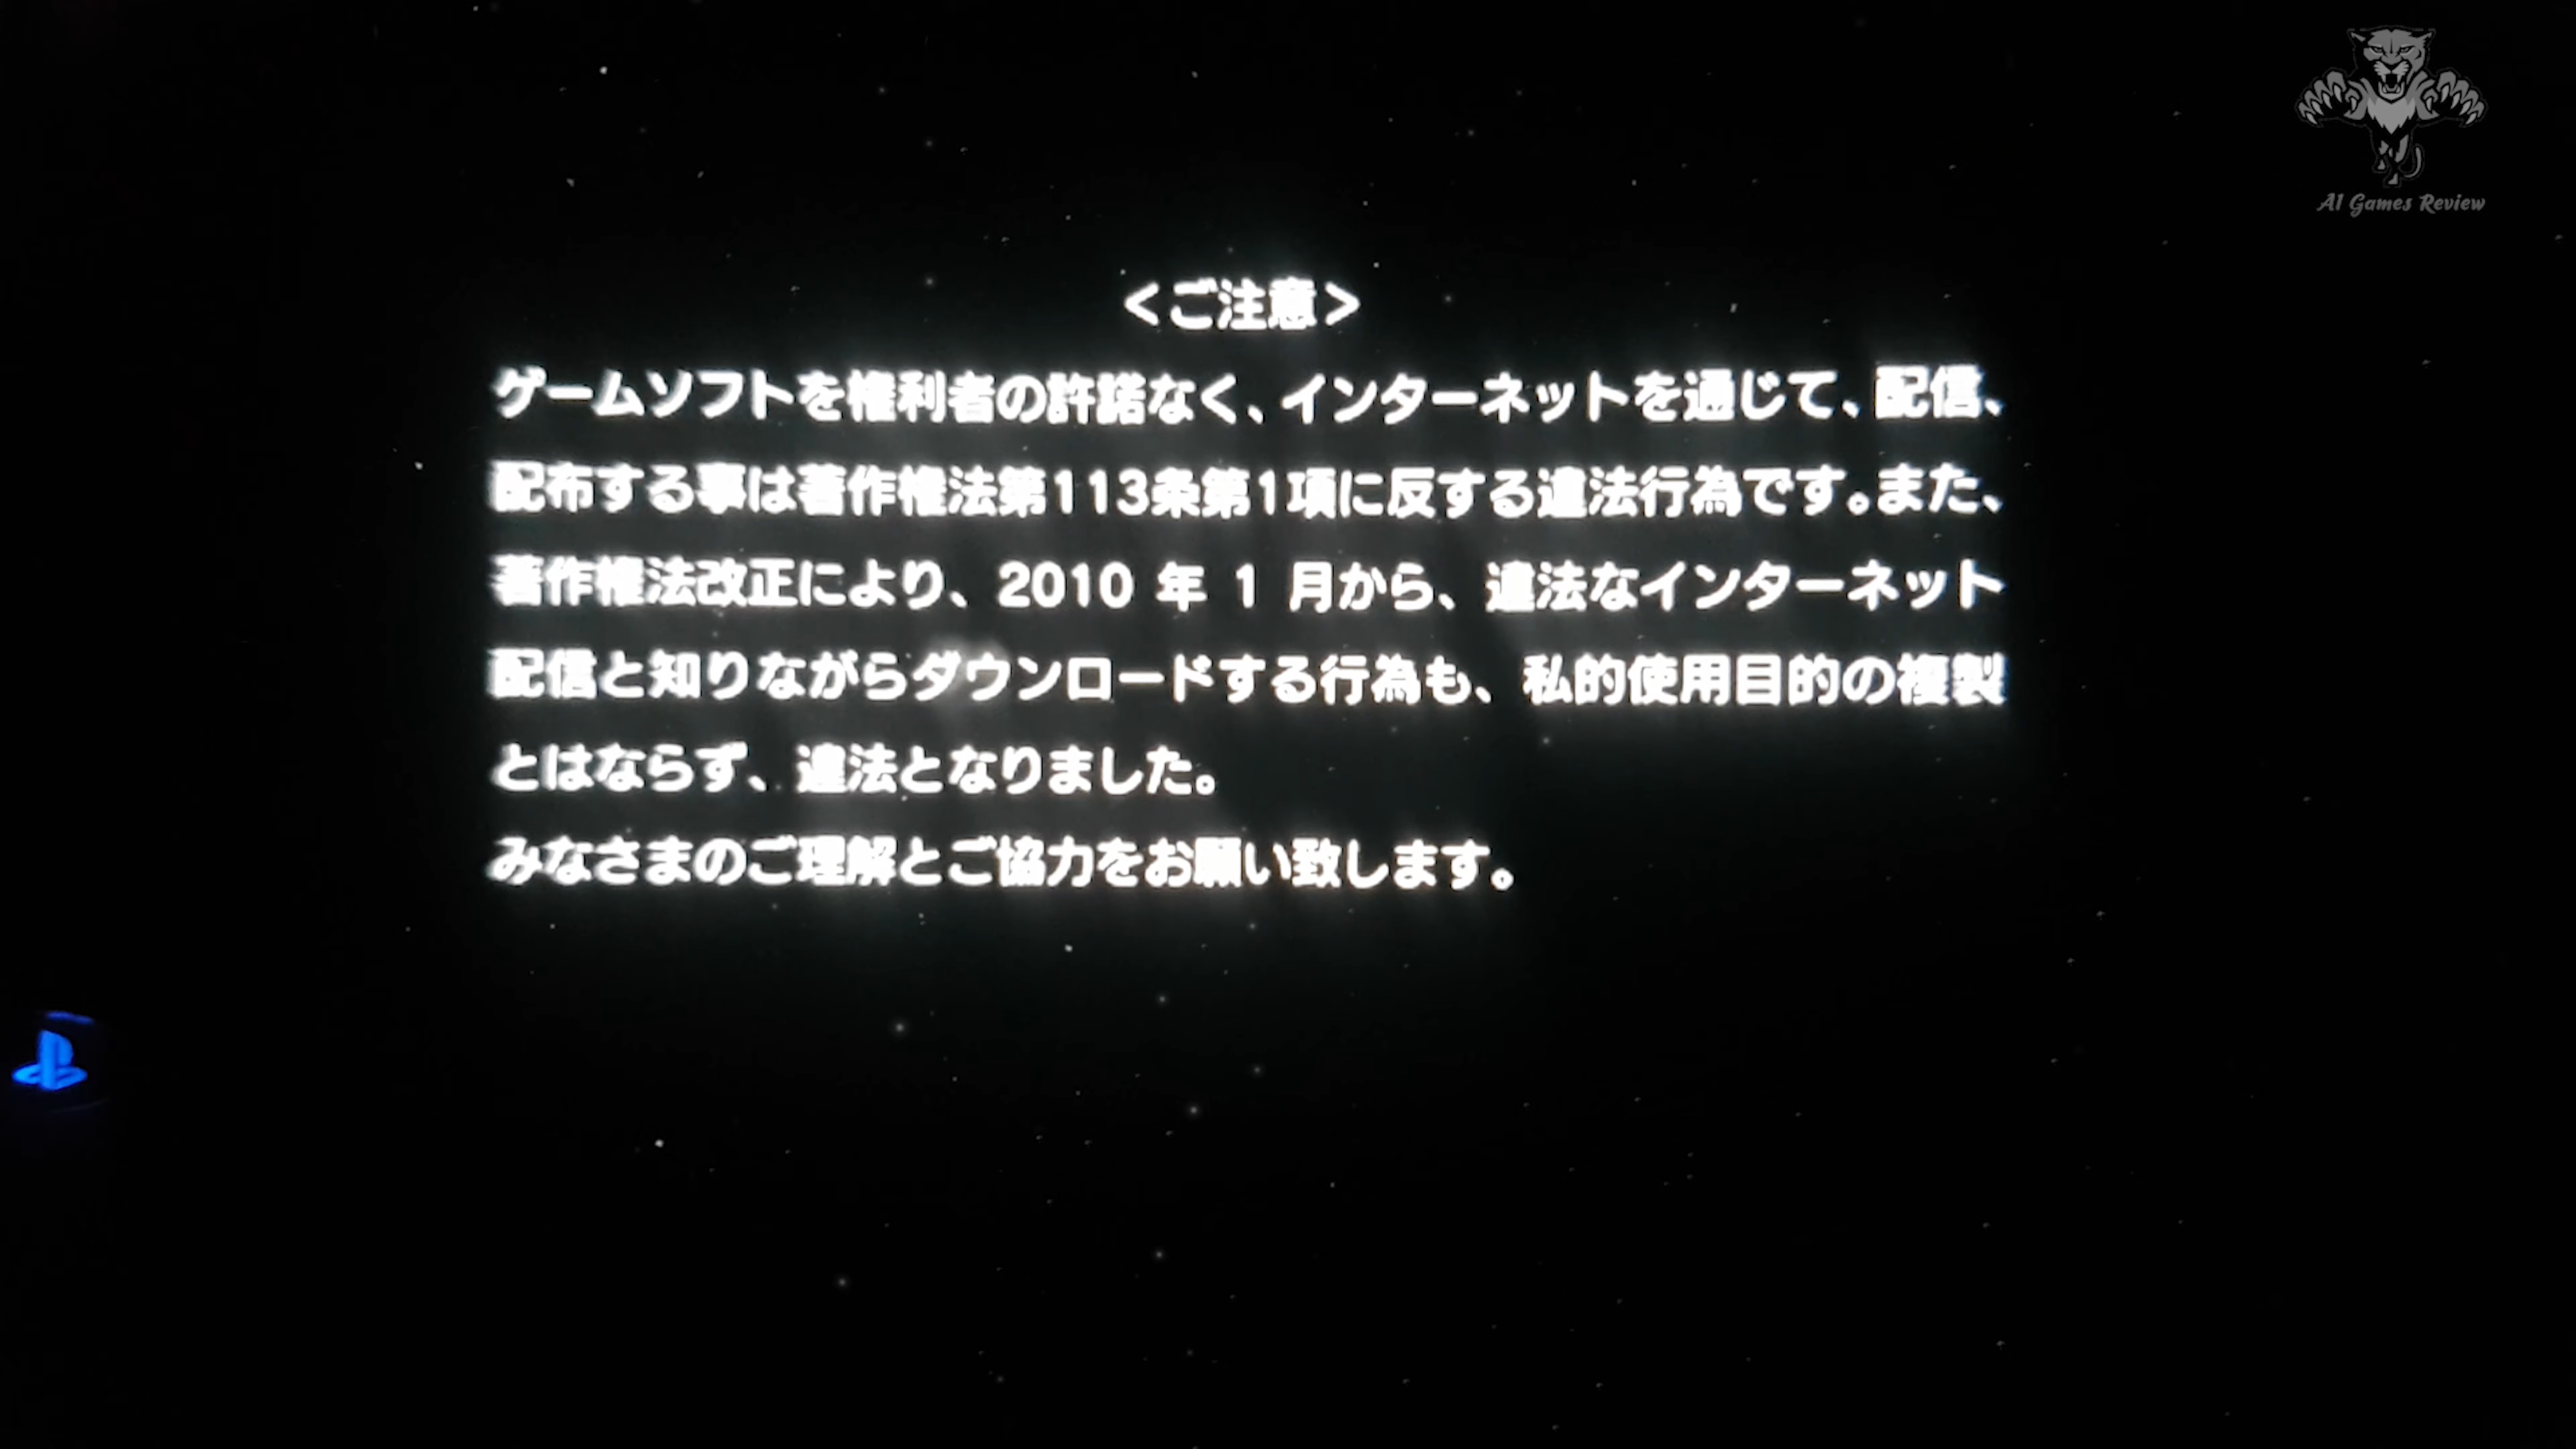 A1 Games Review
<ご注意>
ゲームソフトを権利者の許諾なく、インターネットを通じて、配信、
配布する事は著作権法第113条第1項に反する違法行為です。また、
著作権法改正により、2010 年 1 月から、違法なインターネット
配信と知りながらダウンロードする行為も、私的使用目的の複製
とはならず、違法となりました。
みなさまのご理解とご協力をお願い致します。